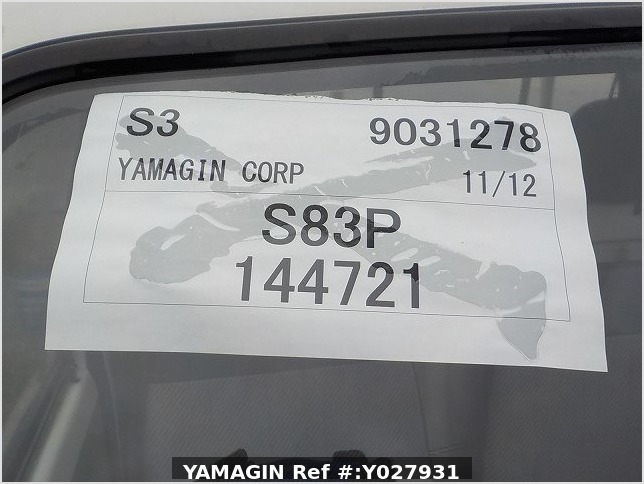 S3 9031278
YAMAGIN CORP 11/12
S83P
144721
YAMAGIN Ref #:Y027931